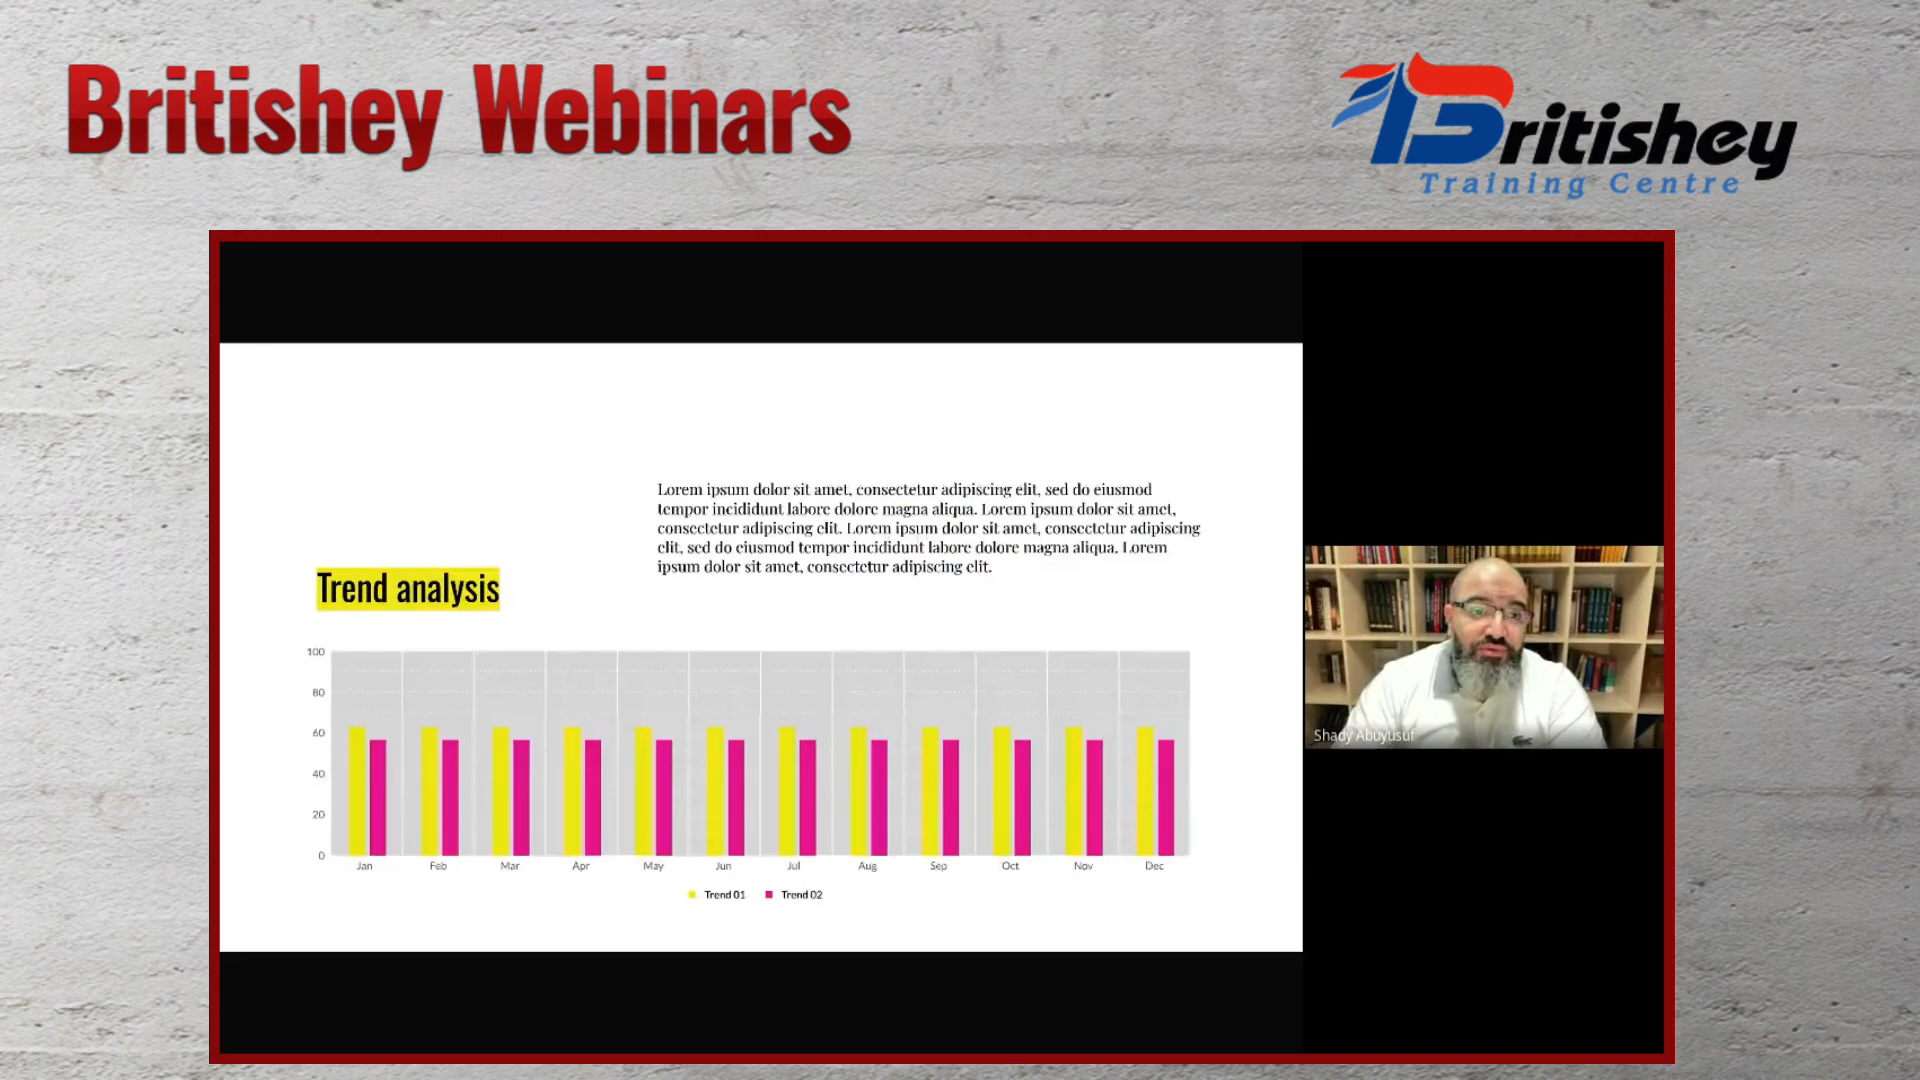 Britishey Webinars
Britishey
Training Centre
Lorem ipsum dolor sit amet, consectetur adipiscing elit, sed do eiusmod
tempor incididunt labore dolore magna aliqua. Lorem ipsum dolor sit amet,
consectetur adipiscing elit. Lorem ipsum dolor sit amet, consectetur adipiscing
elit, sed do eiusmod tempor incididunt labore dolore magna aliqua. Lorem
ipsum dolor sit amet, consectetur adipiscing elit.
Trend analysis
100
80
60
40
20
0
Jan Feb Mar Apr May Jun Jul Aug Sep Oct Nov Dec
Trend 01 Trend 02
Shady Abuyusuf